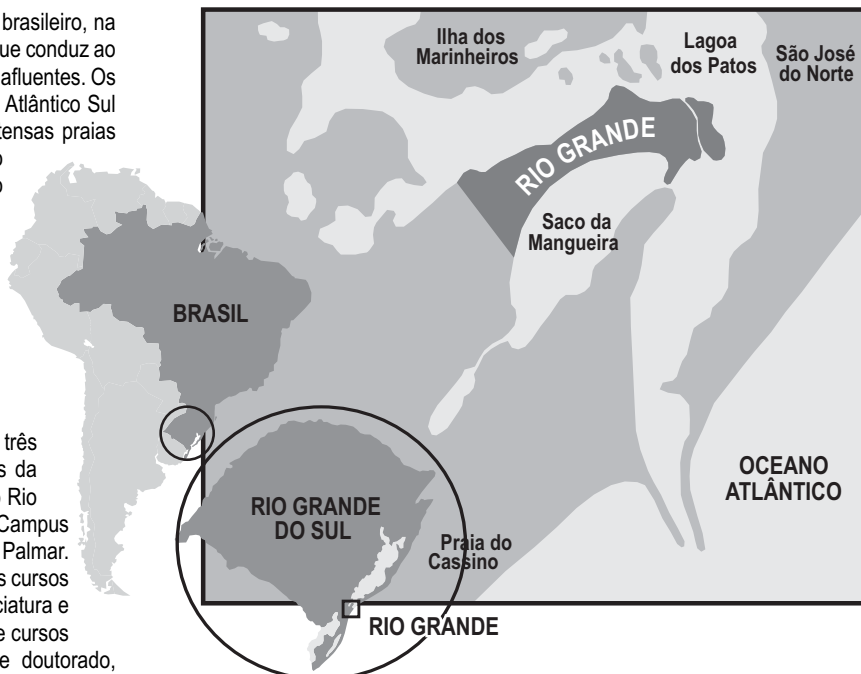 brasileiro, na
que conduz ao
afluentes. Os
Atlântico Sul
tensas praias
o
o
três
s da
Rio
Campus
Palmar.
s cursos
ciatura e
e cursos
e doutorado,
Ilha dos
Marinheiros
Lagoa
dos Patos
São José
do Norte
RIO GRANDE
Saco da
Mangueira
BRASIL
OCEANO
ATLÂNTICO
RIO GRANDE
DO SUL
Praia do
Cassino
RIO GRANDE